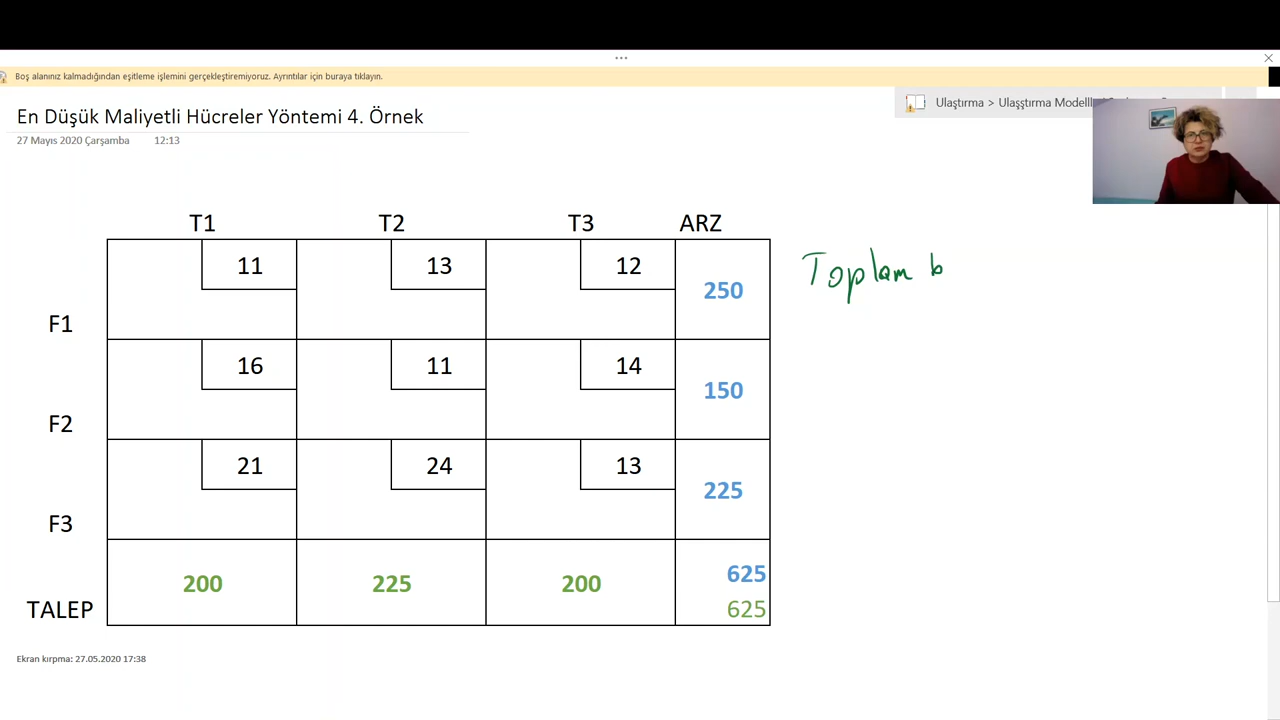 Boş alanınız kalmadığından eşitleme işlemini gerçekleştiremiyoruz. Ayrıntılar için buraya tıklayın.
En Düşük Maliyetli Hücreler Yöntemi 4. Örnek
Ulaştırma > Ulaşştırma Modelll
27 Mayıs 2020 Çarşamba 12:13
T1 T2 T3 ARZ
11 13 12
250
Toplam b
F1
16 11 14
150
F2
21 24 13
225
F3
200 225 200
625
TALEP 625
Ekran kırpma: 27.05.2020 17:38